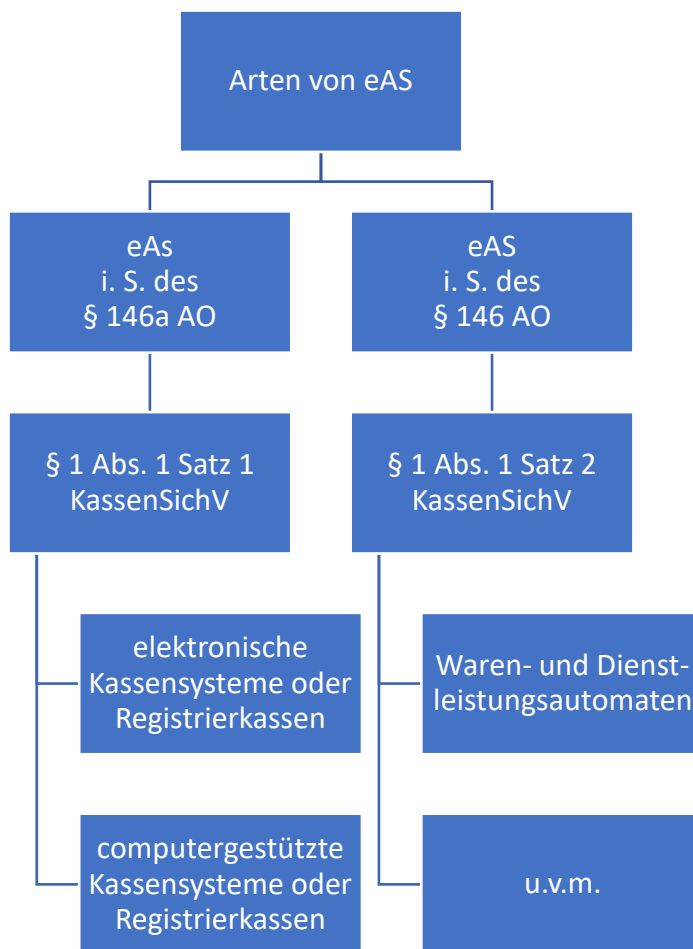 Arten von eAS
eAs
i. S. des
§ 146a AO
eAS
i. S. des
§ 146 AO
§ 1 Abs. 1 Satz 1
KassenSichV
§ 1 Abs. 1 Satz 2
KassenSichV
elektronische
Kassensysteme oder
Registrierkassen
Waren- und Dienst-
leistungsautomaten
computergestützte
Kassensysteme oder
Registrierkassen
u.v.m.